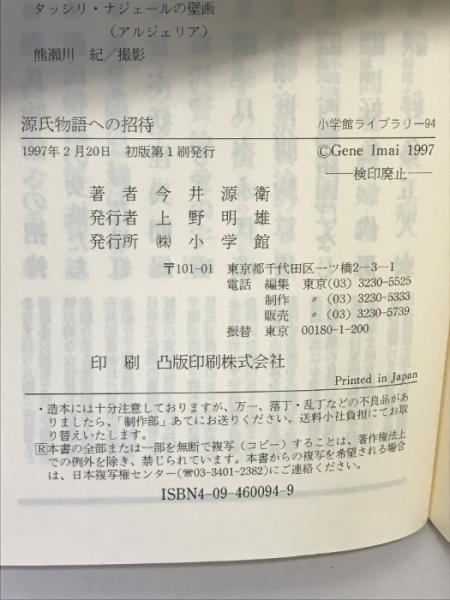 タッシリ・ナジェールの壁画
(アルジェリア)
熊瀬川 紀/撮影
源氏物語への招待
小学館ライブラリー94
1997年2月20日 初版第1刷発行
©Gene Imai 1997
―検印廃止―
著者 今井源衛
発行者 上野明雄
発行所 ㈱ 小学館
〒101-01 東京都千代田区一ツ橋2-3-1
電話 編集 東京(03) 3230-5525
制作 〃 (03) 3230-5333
販売 〃 (03) 3230-5739
振替 東京 00180-1-200
印刷 凸版印刷株式会社
Printed in Japan
・造本には十分注意しておりますが、万一、落丁・乱丁などの不良品があ
りましたら、「制作部」あてにお送りください。送料小社負担にてお取
り替えいたします。
Ⓡ本書の全部または一部を無断で複写(コピー)することは、著作権法上
での例外を除き、禁じられています。本書からの複写を希望される場合
は、日本複写権センター(☎03-3401-2382)にご連絡ください。
ISBN4-09-460094-9